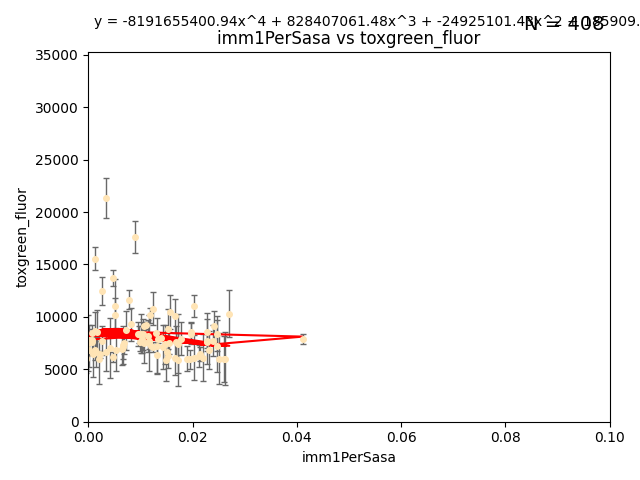 y = -8191655400.94x^4 + 828407061.48x^3 + -24925101.48x^2 + 185909.
N = 408
imm1PerSasa vs toxgreen_fluor
35000
30000
25000
20000
15000
10000
5000
0
toxgreen_fluor
0.00 0.02 0.04 0.06 0.08 0.10
imm1PerSasa